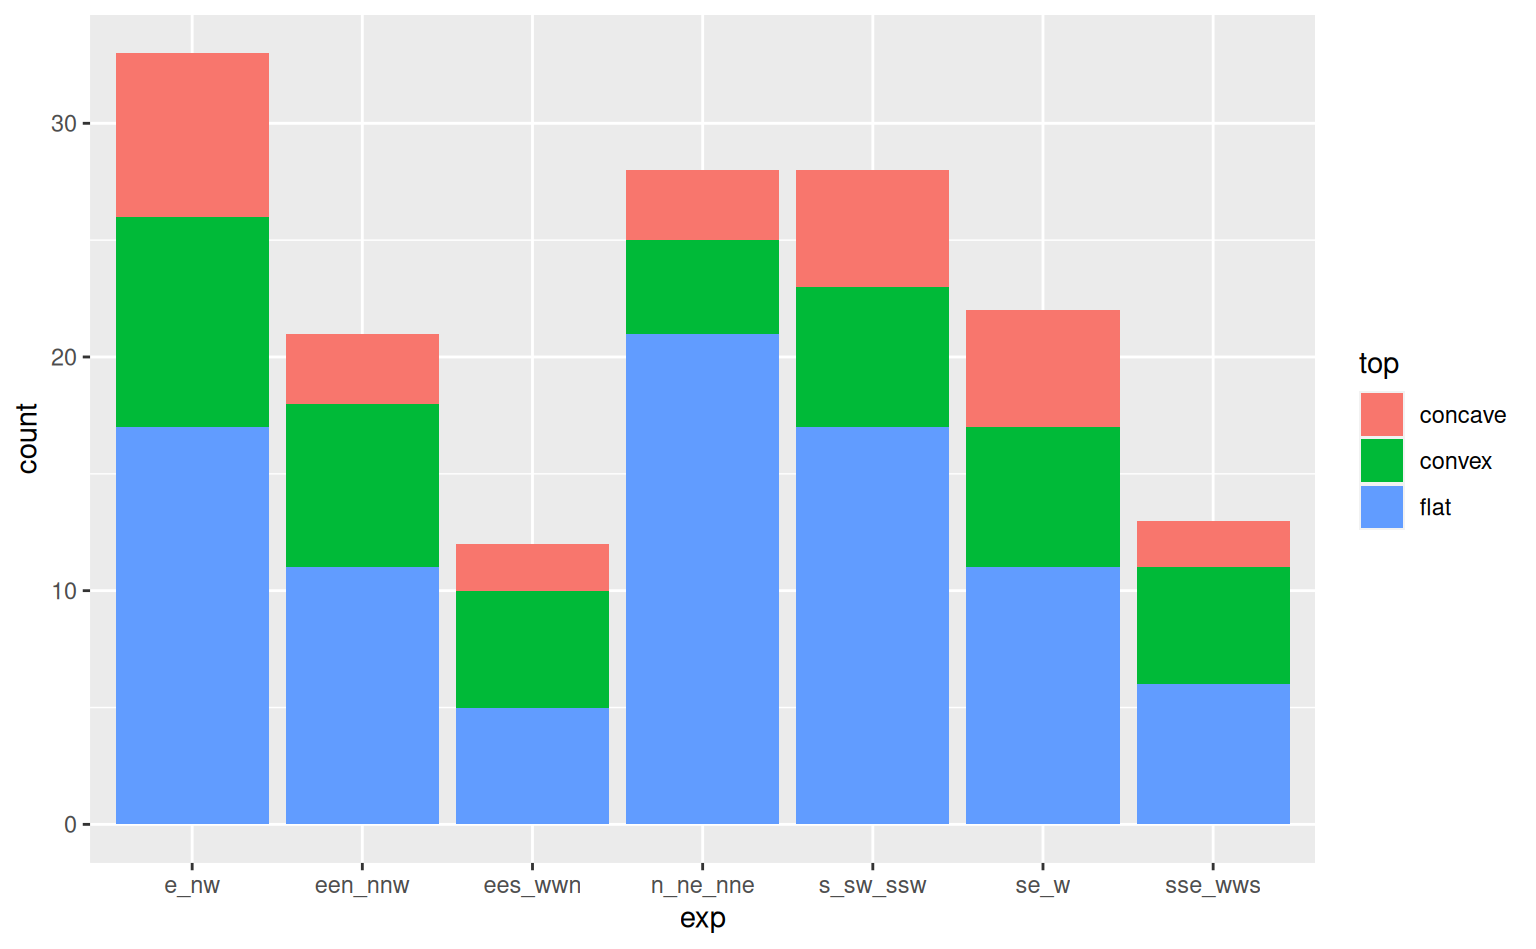 30
20
10
0
count
e_nw
een_nnw
ees_wwn
n_ne_nne
s_sw_ssw
se_w
sse_wws
exp
top
concave
convex
flat